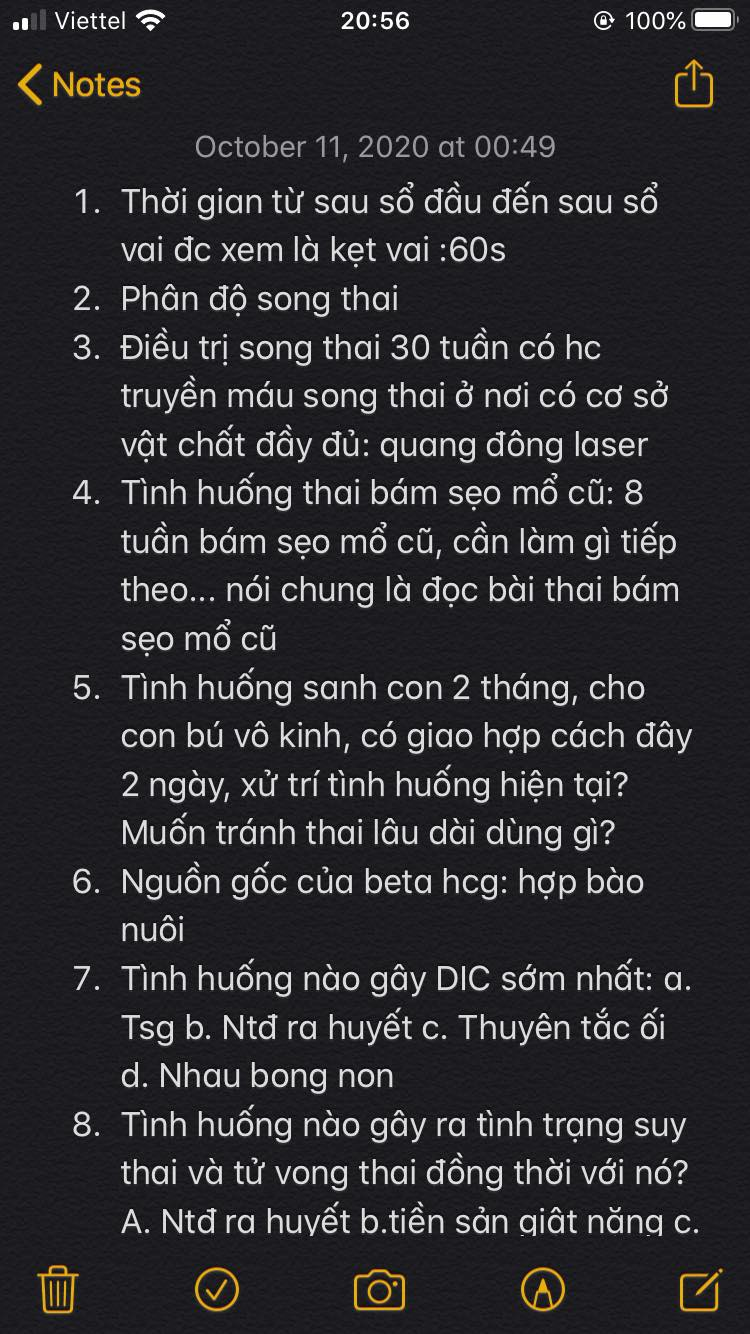 Viettel 20:56 100%
Notes
October 11, 2020 at 00:49
1. Thời gian từ sau sổ đầu đến sau sổ
vai đc xem là kẹt vai :60s
2. Phân độ song thai
3. Điều trị song thai 30 tuần có hc
truyền máu song thai ở nơi có cơ sở
vật chất đầy đủ: quang đông laser
4. Tình huống thai bám sẹo mổ cũ: 8
tuần bám sẹo mổ cũ, cần làm gì tiếp
theo... nói chung là đọc bài thai bám
sẹo mổ cũ
5. Tình huống sanh con 2 tháng, cho
con bú vô kinh, có giao hợp cách đây
2 ngày, xử trí tình huống hiện tại?
Muốn tránh thai lâu dài dùng gì?
6. Nguồn gốc của beta hcg: hợp bào
nuôi
7. Tình huống nào gây DIC sớm nhất: a.
Tsg b. Ntđ ra huyết c. Thuyên tắc ối
d. Nhau bong non
8. Tình huống nào gây ra tình trạng suy
thai và tử vong thai đồng thời với nó?
A. Ntđ ra huyết b.tiền sản giật nặng c.